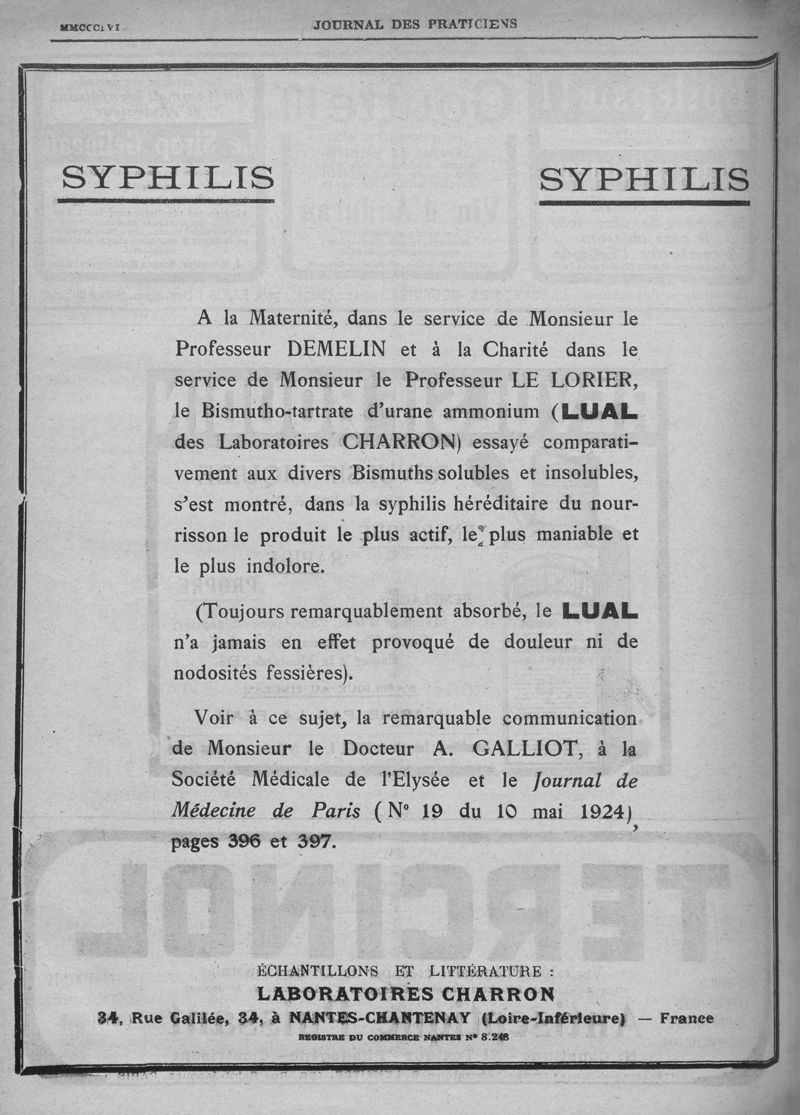 MMCCCLVI
JOURNAL DES PRATICIENS
SYPHILIS
SYPHILIS
A la Maternité, dans le service de Monsieur le
Professeur DEMELIN et à la Charité dans le
service de Monsieur le Professeur LE LORIER,
le Bismutho-tartrate d'urane ammonium (LUAL
des Laboratoires CHARRON) essayé comparati-
vement aux divers Bismuths solubles et insolubles,
s'est montré, dans la syphilis héréditaire du nour-
risson le produit le plus actif, le plus maniable et
le plus indolore.
(Toujours remarquablement absorbé, le LUAL
n'a jamais en effet provoqué de douleur ni de
nodosités fessières).
Voir à ce sujet, la remarquable communication
de Monsieur le Docteur A. GALLIOT, à la
Société Médicale de l'Elysée et le Journal de
Médecine de Paris (N° 19 du 10 mai 1924),
pages 396 et 397.
ÉCHANTILLONS ET LITTÉRATURE :
LABORATOIRES CHARRON
34, Rue Galilée, 34, à NANTES-CHANTENAY (Loire-Inférieure) — France
REGISTRE DU COMMERCE NANTES N° 8.248
TERCINOL